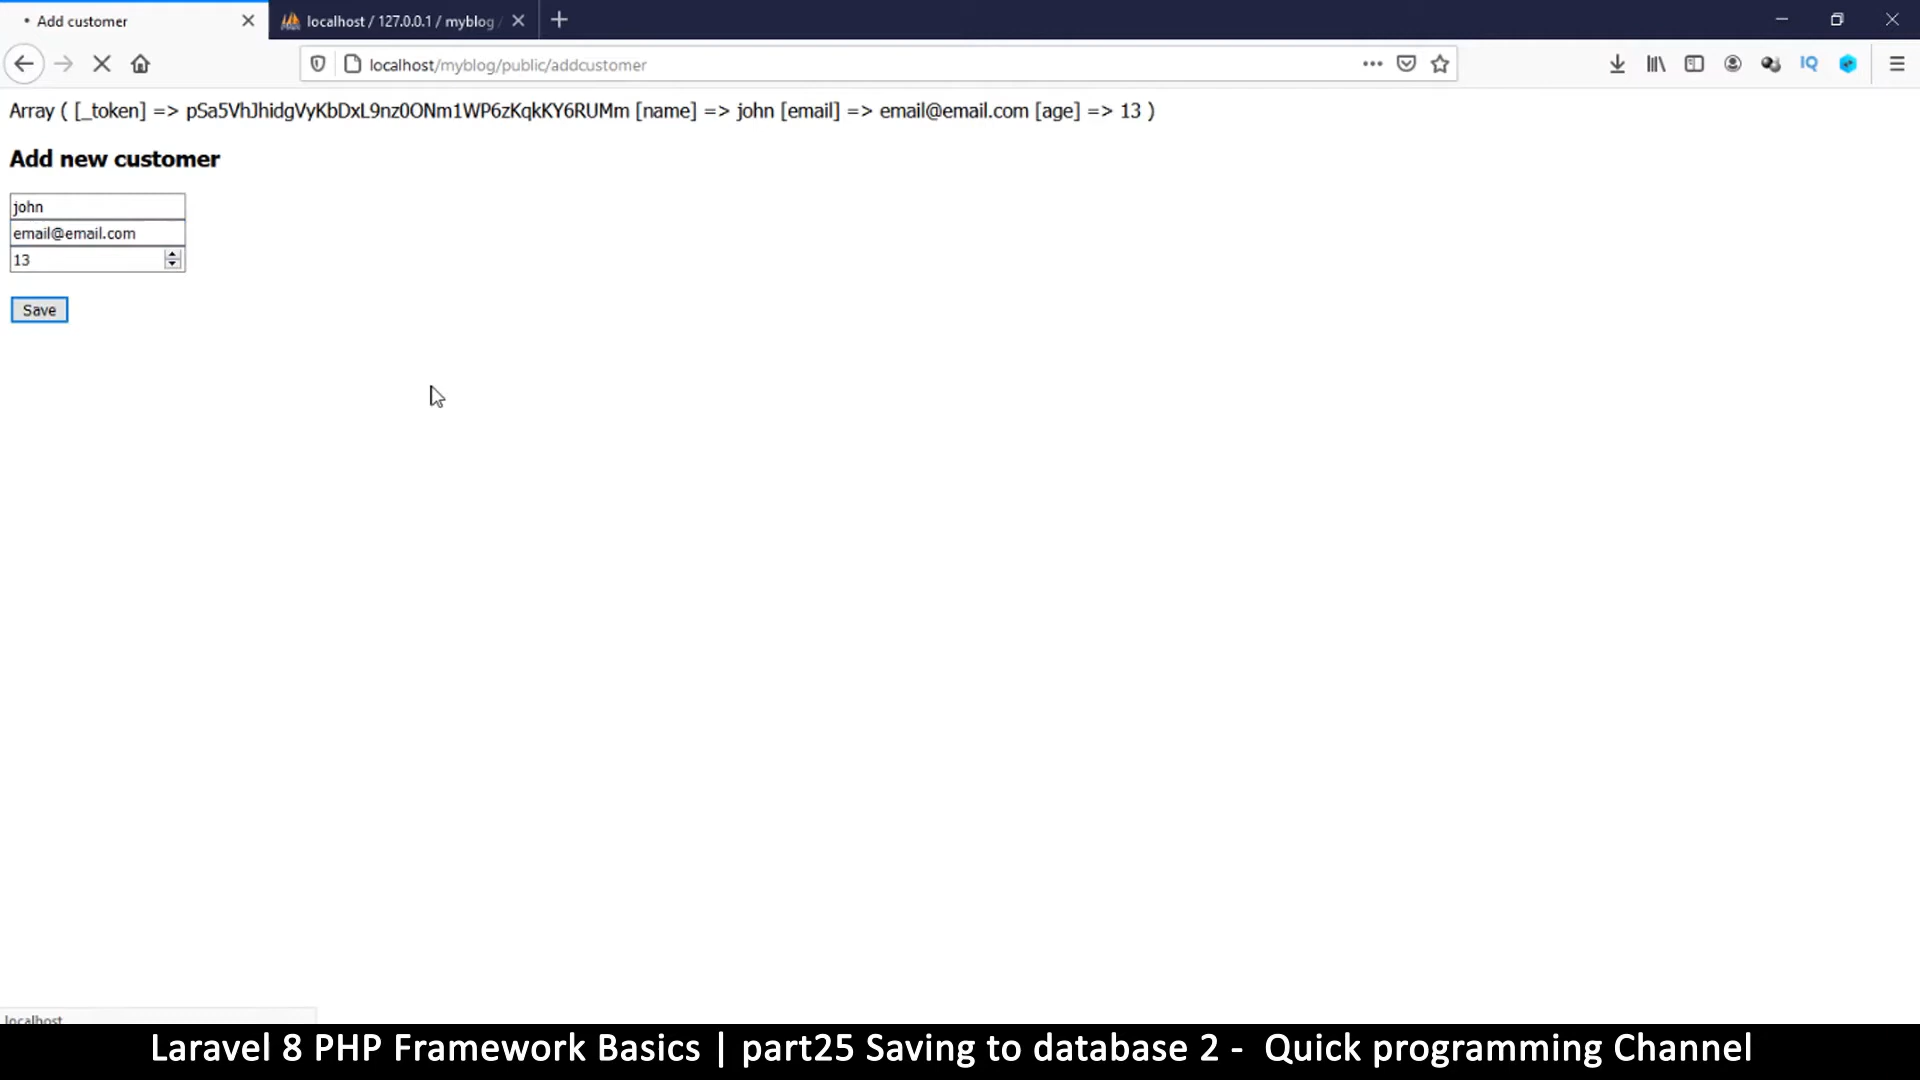 Add customer
localhost / 127.0.0.1 / myblog /
localhost/myblog/public/addcustomer
IQ
Array ( [_token] => pSa5VhJhidgVyKbDxL9nz0ONm1WP6zKqkKY6RUMm [name] => john [email] => email@email.com [age] => 13 )
Add new customer
john
email@email.com
13
Save
localhost
Laravel 8 PHP Framework Basics | part25 Saving to database 2 - Quick programming Channel